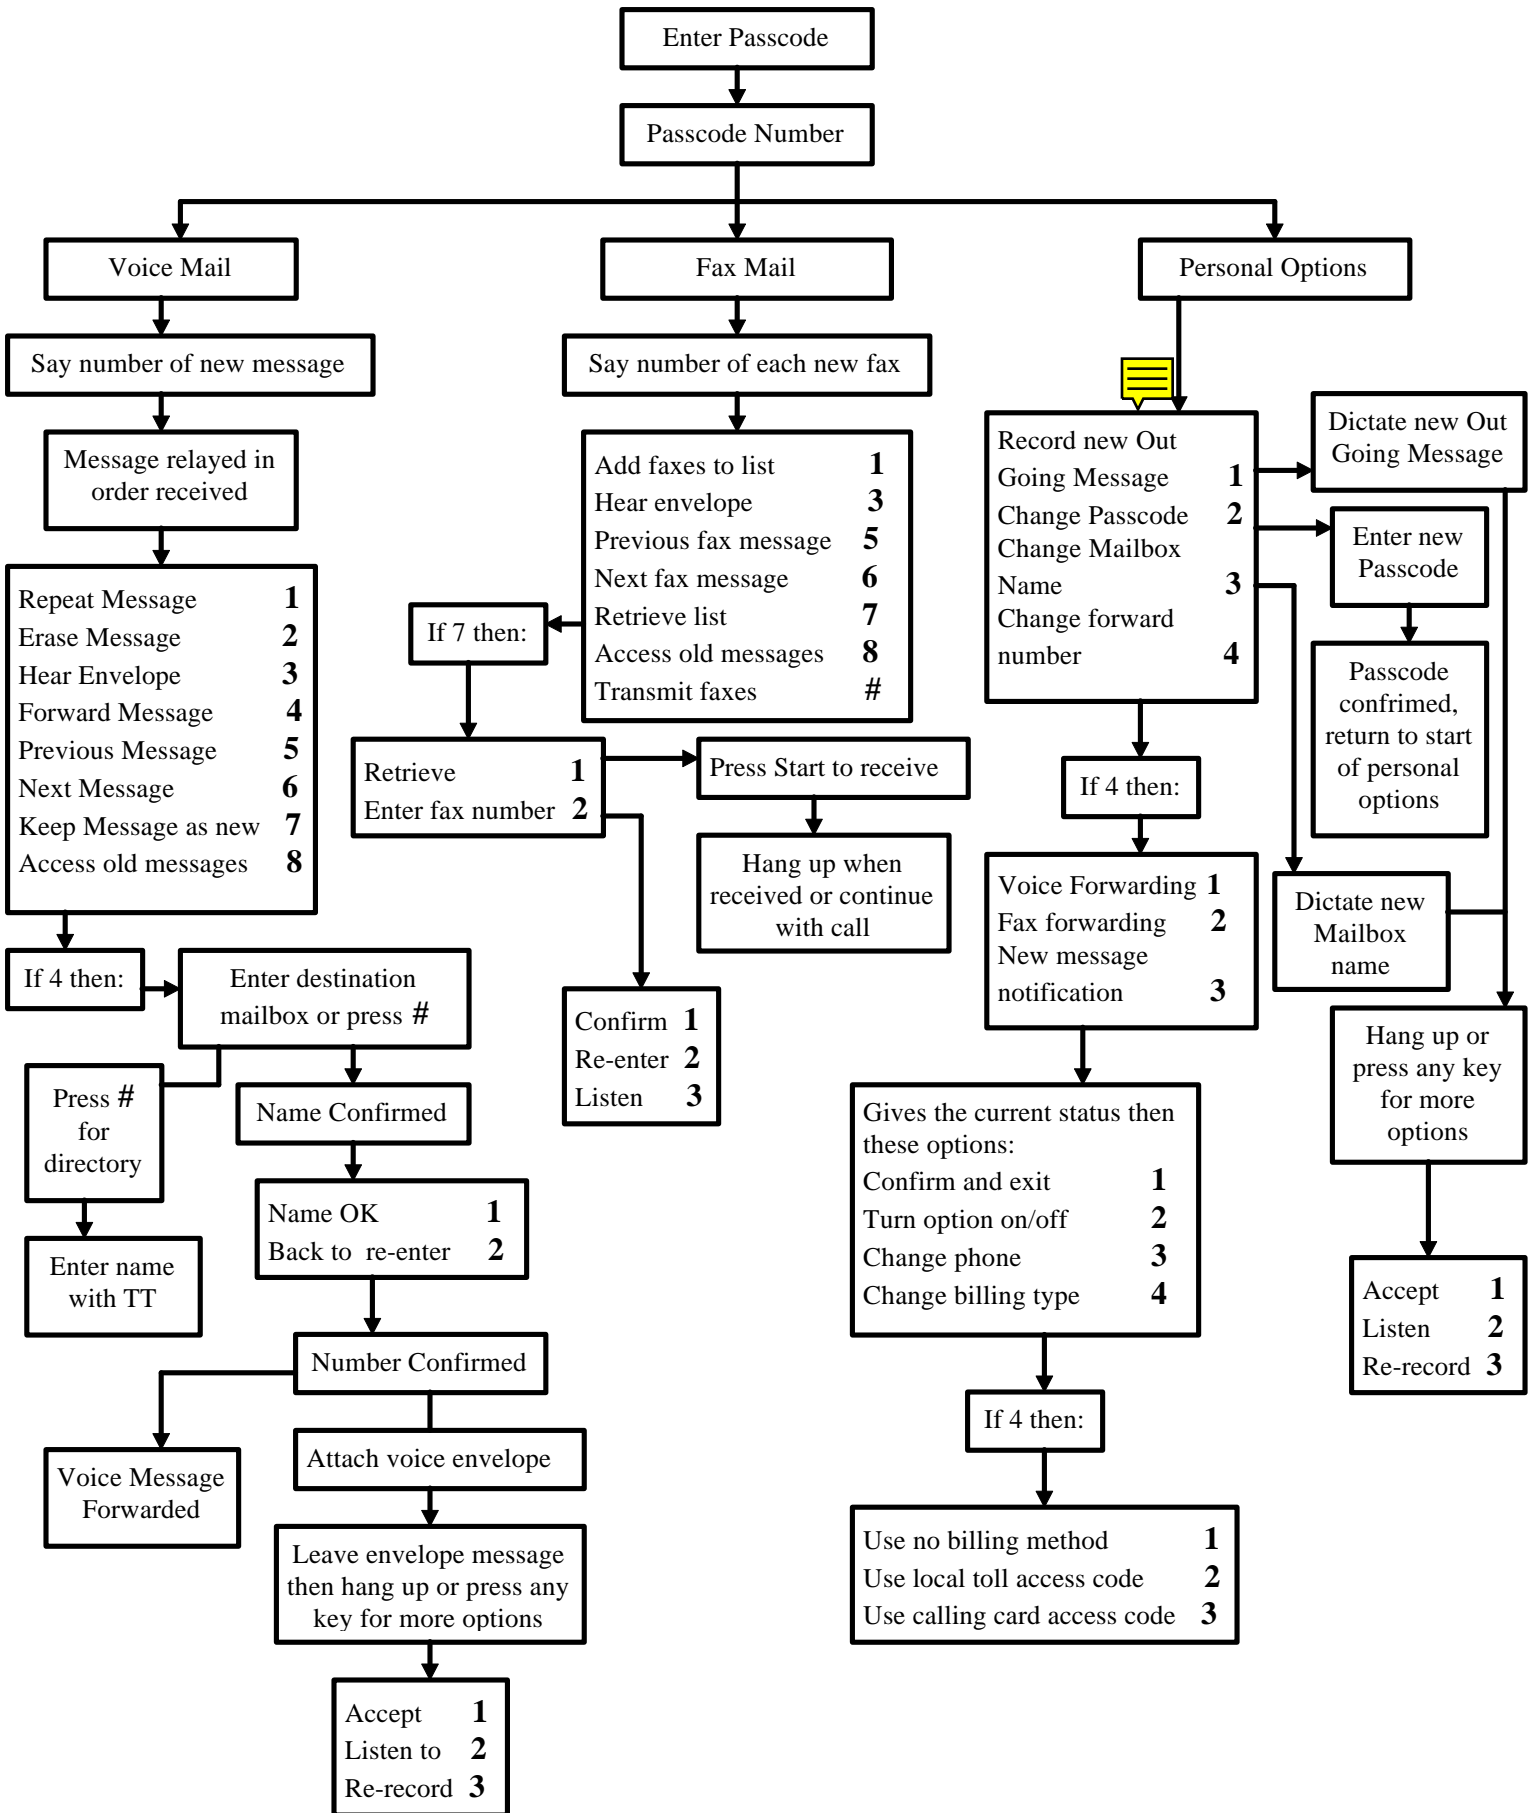 Enter Passcode
Passcode Number
Voice Mail
Fax Mail
Personal Options
Say number of new message
Say number of each new fax
Message relayed in
order received
Repeat Message 1
Erase Message 2
Hear Envelope 3
Forward Message 4
Previous Message 5
Next Message 6
Keep Message as new 7
Access old messages 8
If 4 then:
Enter destination
mailbox or press #
Press #
for
directory
Enter name
with TT
Name Confirmed
Name OK 1
Back to re-enter 2
Number Confirmed
Voice Message
Forwarded
Attach voice envelope
Leave envelope message
then hang up or press any
key for more options
Accept 1
Listen to 2
Re-record 3
Add faxes to list 1
Hear envelope 3
Previous fax message 5
Next fax message 6
Retrieve list 7
Access old messages 8
Transmit faxes #
If 7 then:
Retrieve 1
Enter fax number 2
Press Start to receive
Hang up when
received or continue
with call
Confirm 1
Re-enter 2
Listen 3
Record new Out
Going Message 1
Change Passcode 2
Change Mailbox
Name 3
Change forward
number 4
Dictate new Out
Going Message
Enter new
Passcode
Passcode
confrimed,
return to start
of personal
options
If 4 then:
Voice Forwarding 1
Fax forwarding 2
New message
notification 3
Dictate new
Mailbox
name
Hang up or
press any key
for more
options
Accept 1
Listen 2
Re-record 3
Gives the current status then
these options:
Confirm and exit 1
Turn option on/off 2
Change phone 3
Change billing type 4
If 4 then:
Use no billing method 1
Use local toll access code 2
Use calling card access code 3